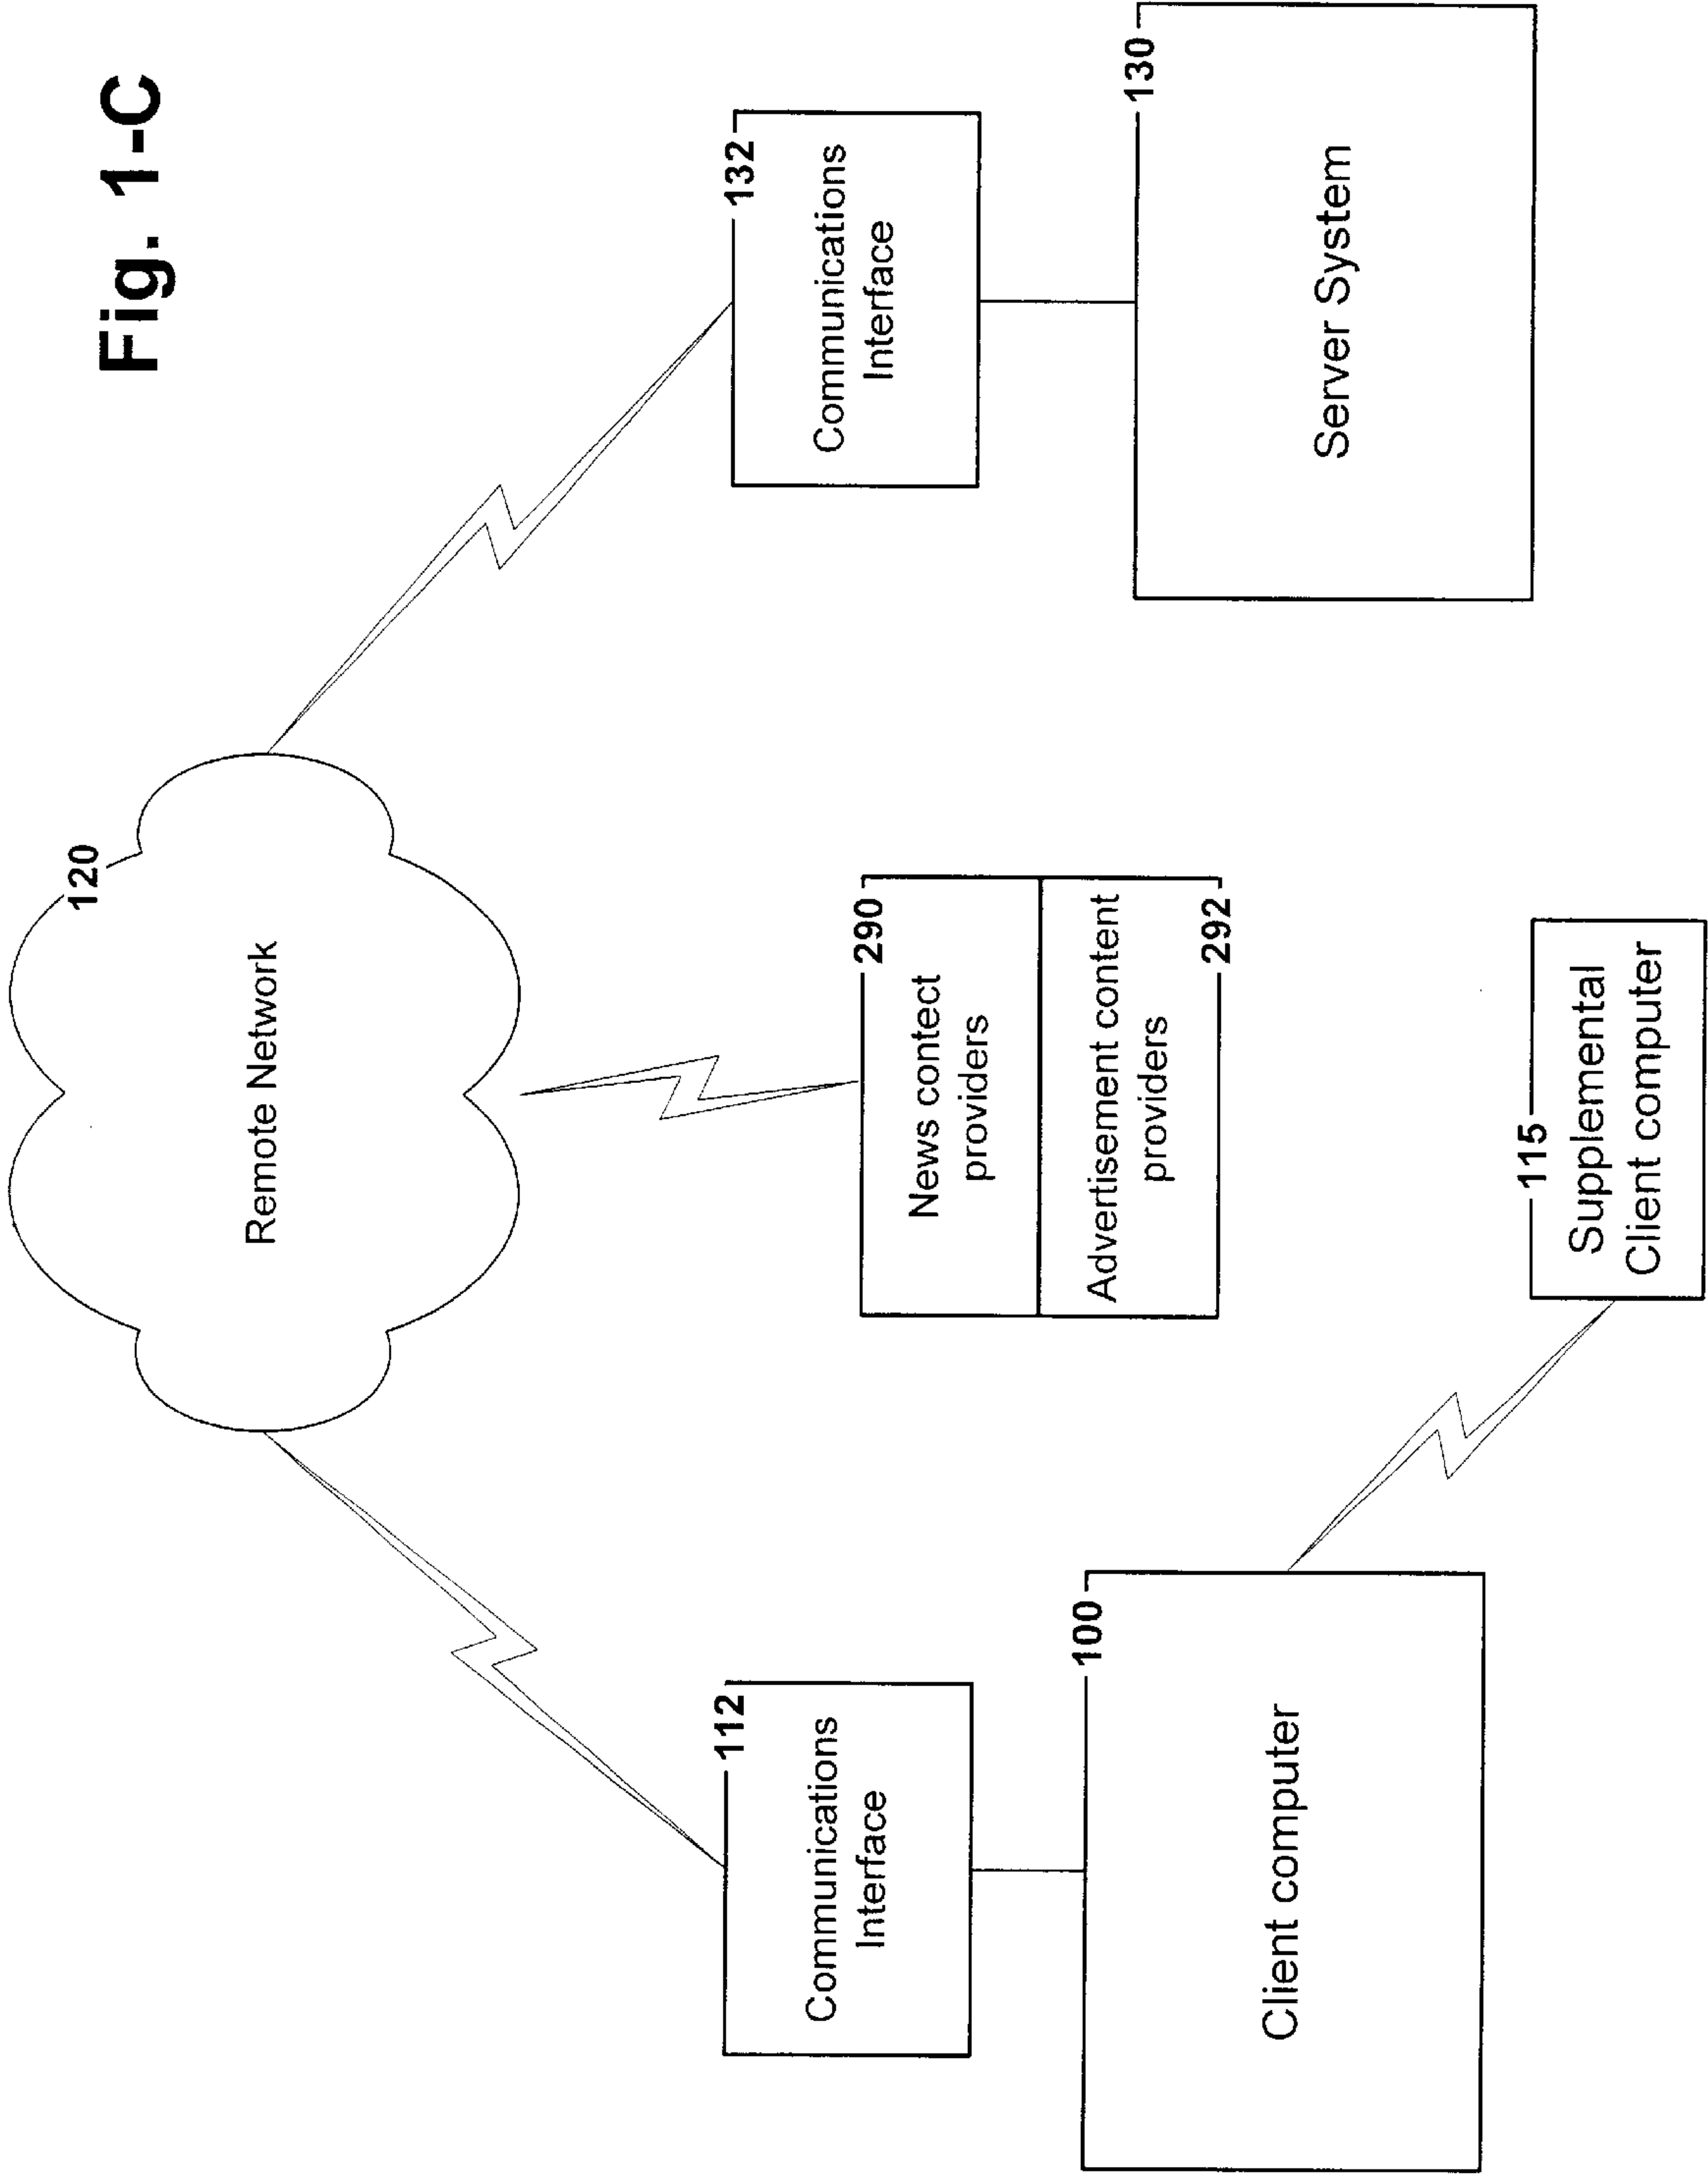 Fig. 1-C
120
Remote Network
112
Communications
Interface
290
News contect
providers
Advertisement content
providers
292
132
Communications
Interface
100
Client computer
130
Server System
115
Supplemental
Client computer